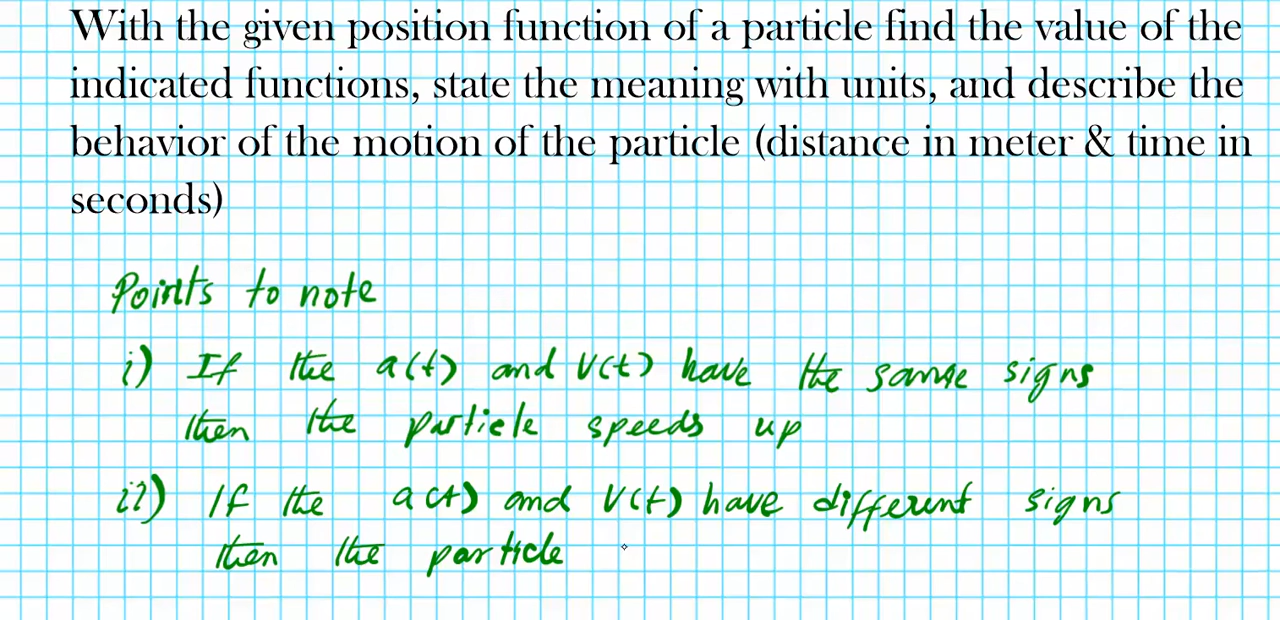 With the given position function of a particle find the value of the
indicated functions, state the meaning with units, and describe the
behavior of the motion of the particle (distance in meter & time in
seconds)
Points to note
i) If the a(t) and v(t) have the same signs
then the particle speeds up
ii) If the a(t) and v(t) have different signs
then the particle